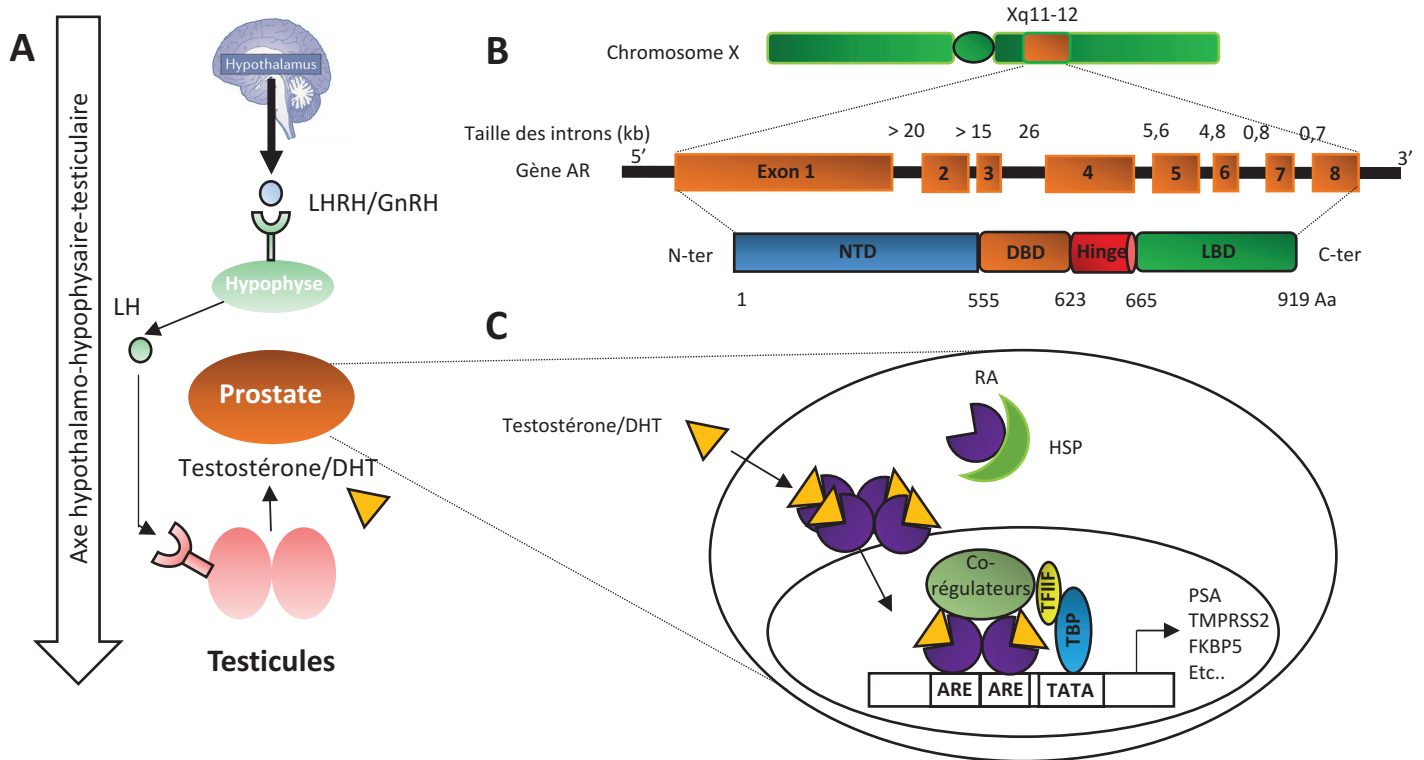 A
Axe hypothalamo-hypophysaire-testiculaire
Hypothalamus
LHRH/GnRH
Hypophyse
LH
Prostate
Testostérone/DHT
Testicules
B
Xq11-12
Chromosome X
Taille des introns (kb)
> 20 > 15 26 5,6 4,8 0,8 0,7
5’ 3’
Gène AR
Exon 1 2 3 4 5 6 7 8
N-ter NTD DBD Hinge LBD C-ter
1 555 623 665 919 Aa
C
RA
Testostérone/DHT
HSP
Co-
régulateurs
TFIIF
TBP
PSA
TMPRSS2
FKBP5
Etc..
ARE ARE TATA